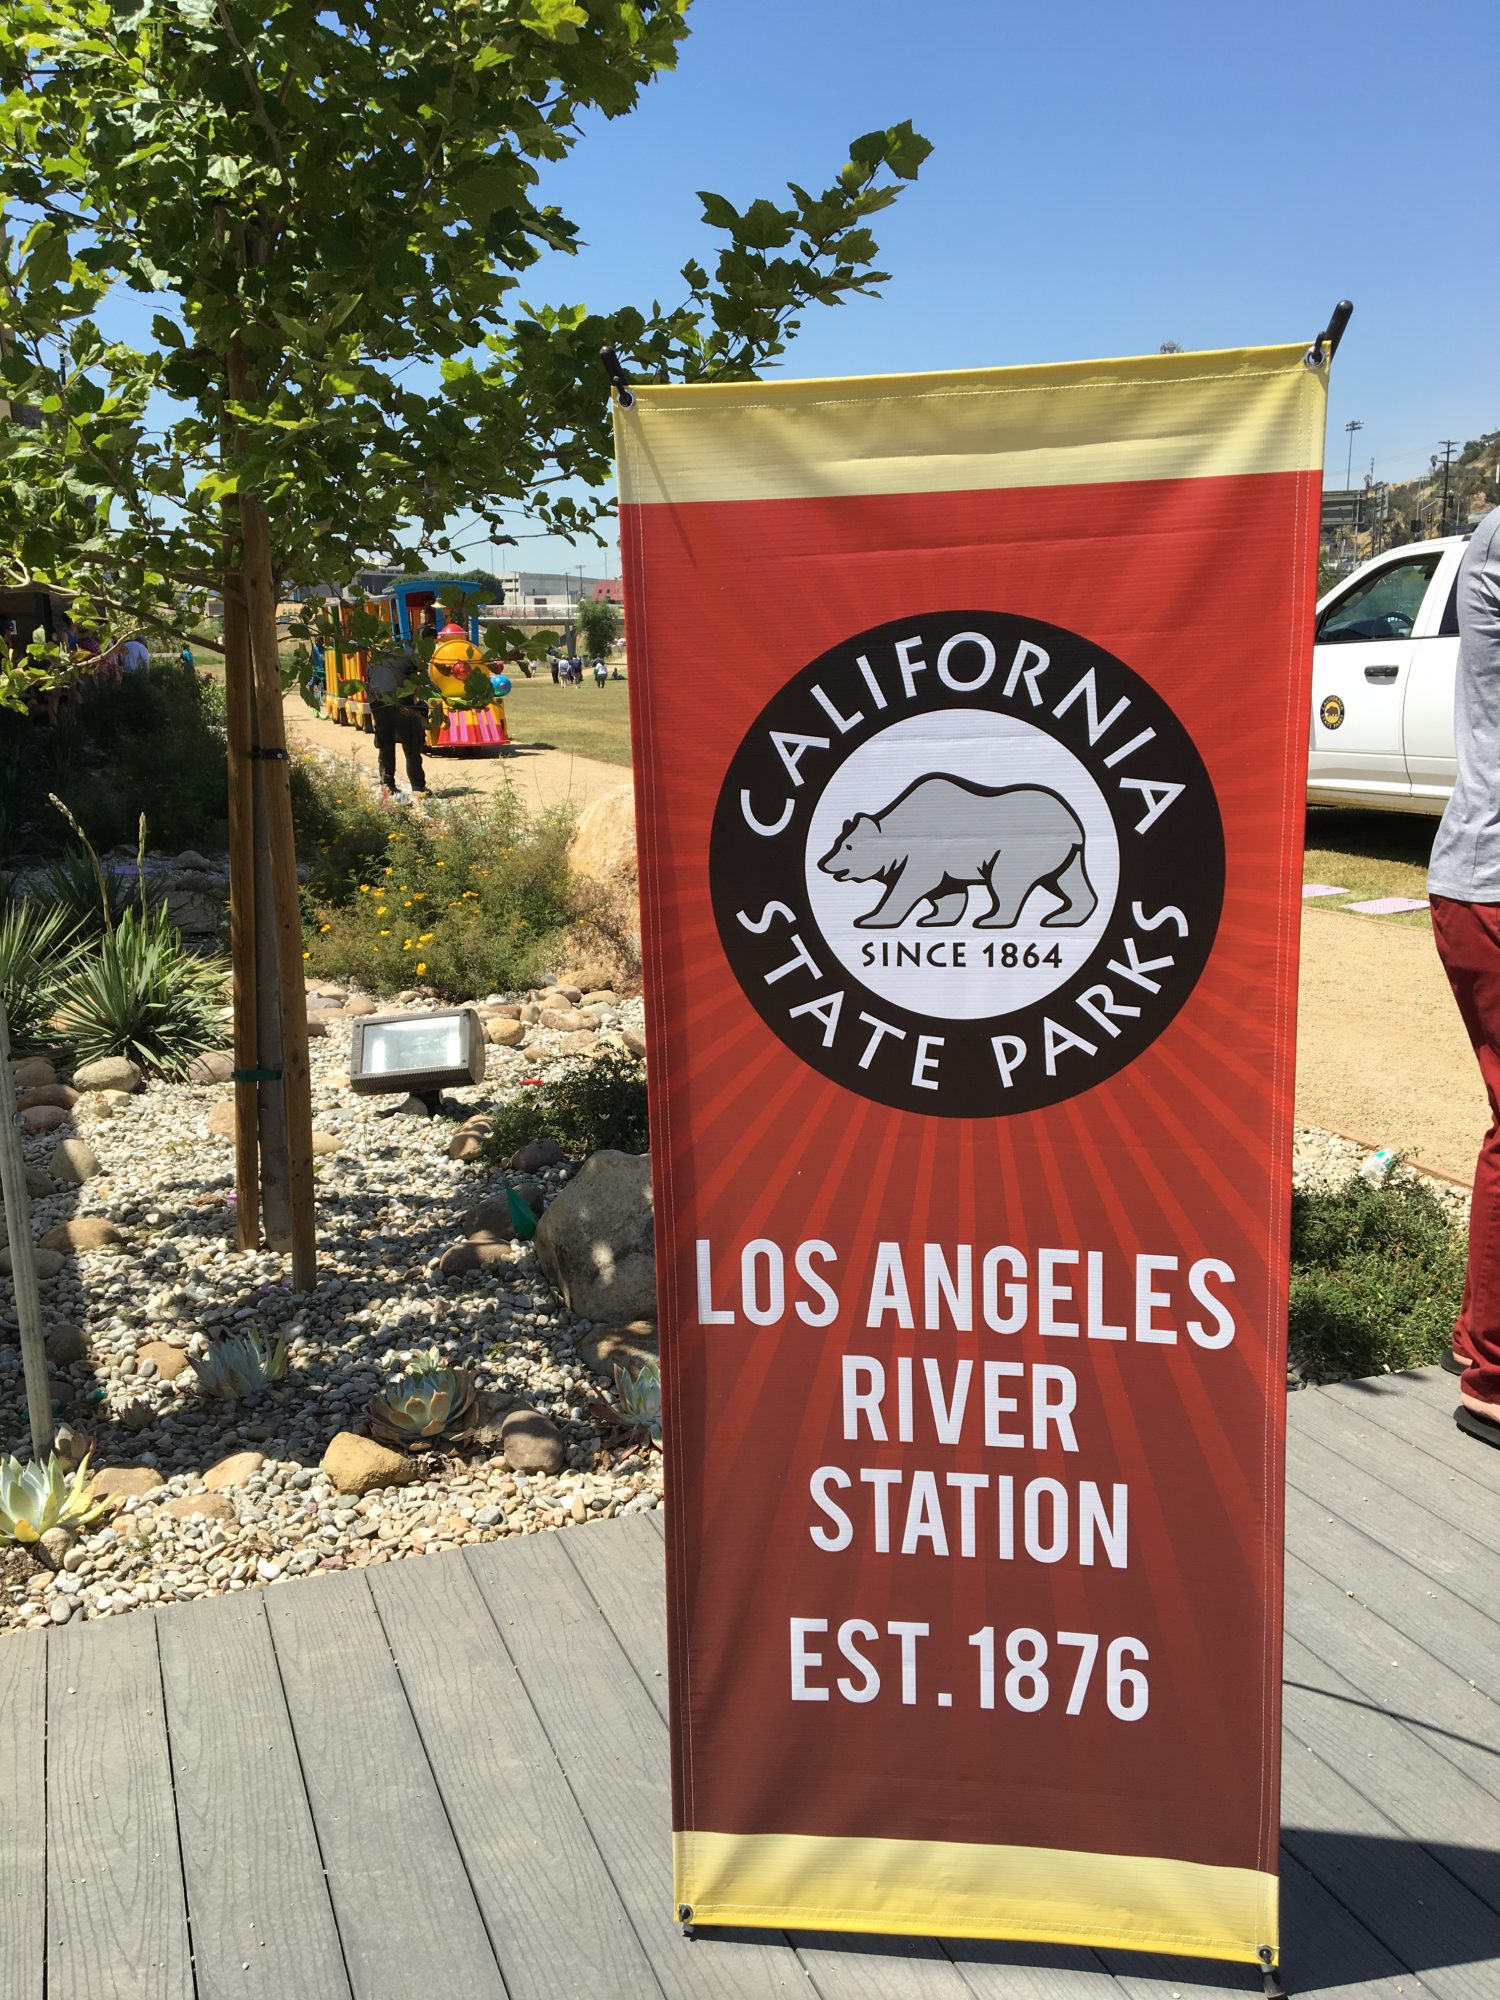 CALIFORNIA
SINCE 1864
STATE PARKS
LOS ANGELES
RIVER
STATION
EST. 1876